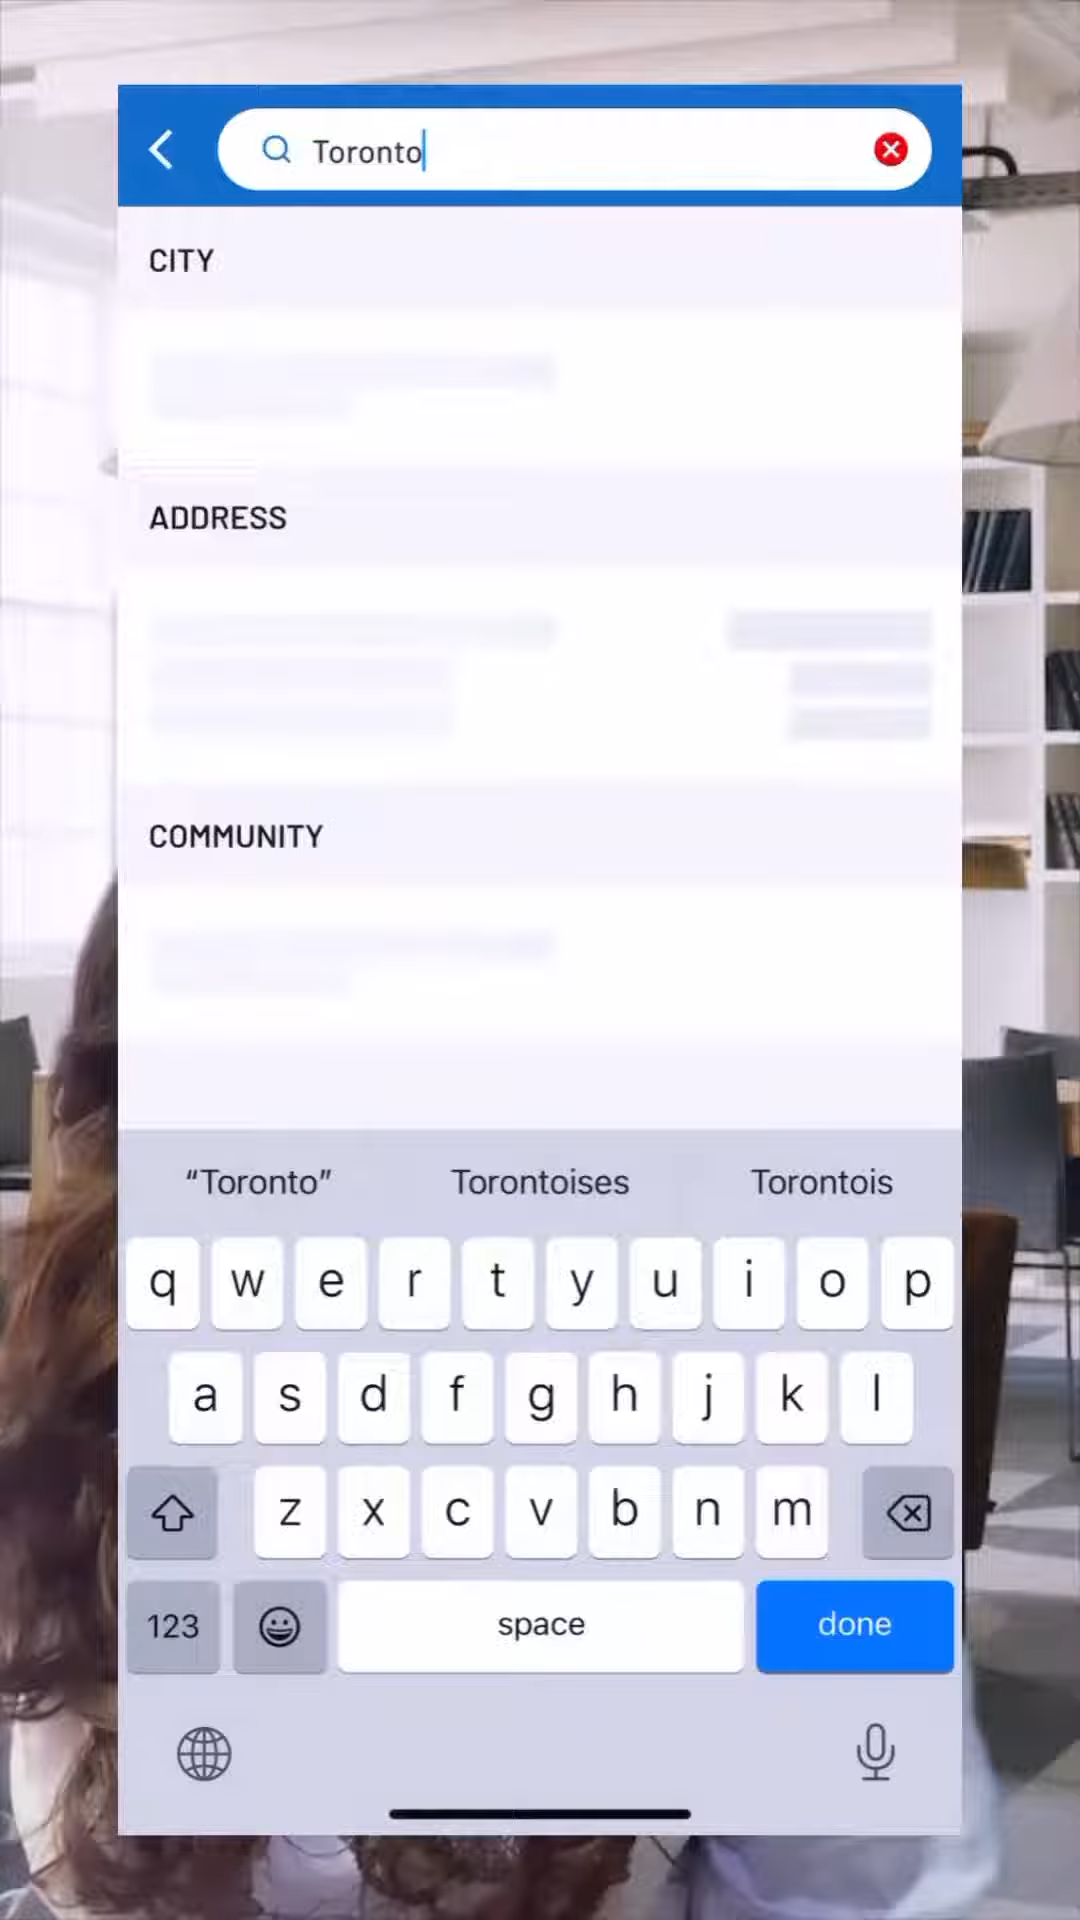 Toronto
CITY
ADDRESS
COMMUNITY
“Toronto” Torontoises Torontois
q w e r t y u i o p
a s d f g h j k l
z x c v b n m
123 space done